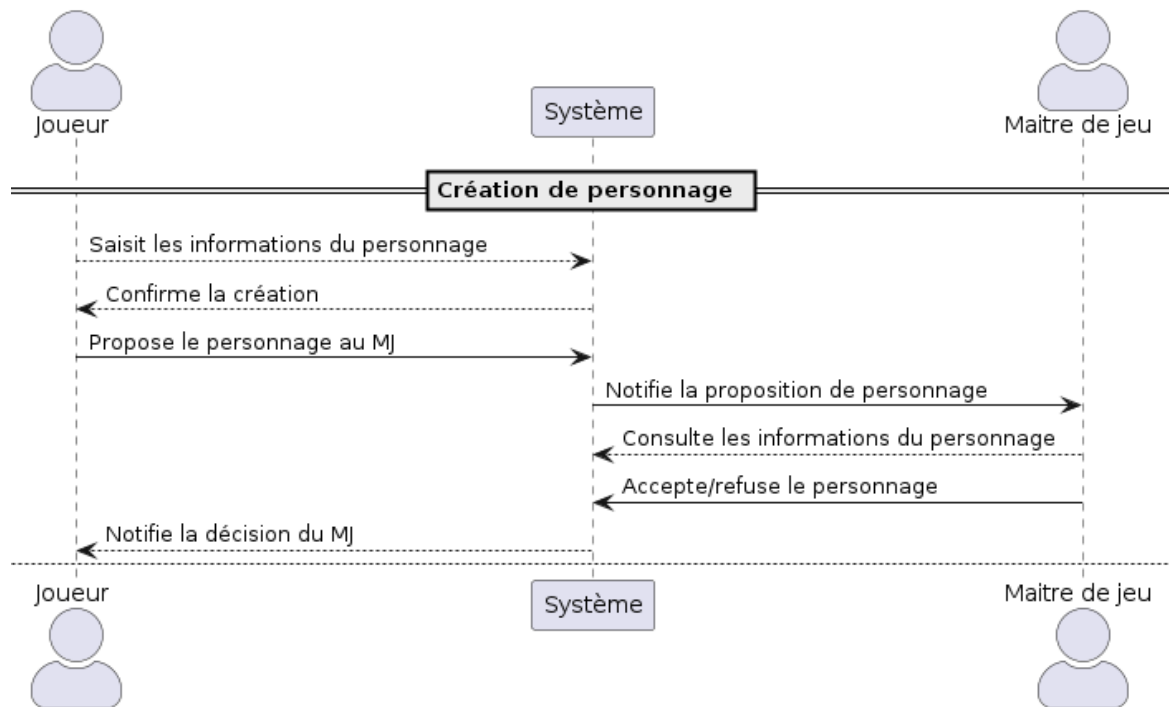 Joueur
Système
Maitre de jeu
Création de personnage
Saisit les informations du personnage
Confirme la création
Propose le personnage au MJ
Notifie la proposition de personnage
Consulte les informations du personnage
Accepte/refuse le personnage
Notifie la décision du MJ
Joueur
Système
Maitre de jeu